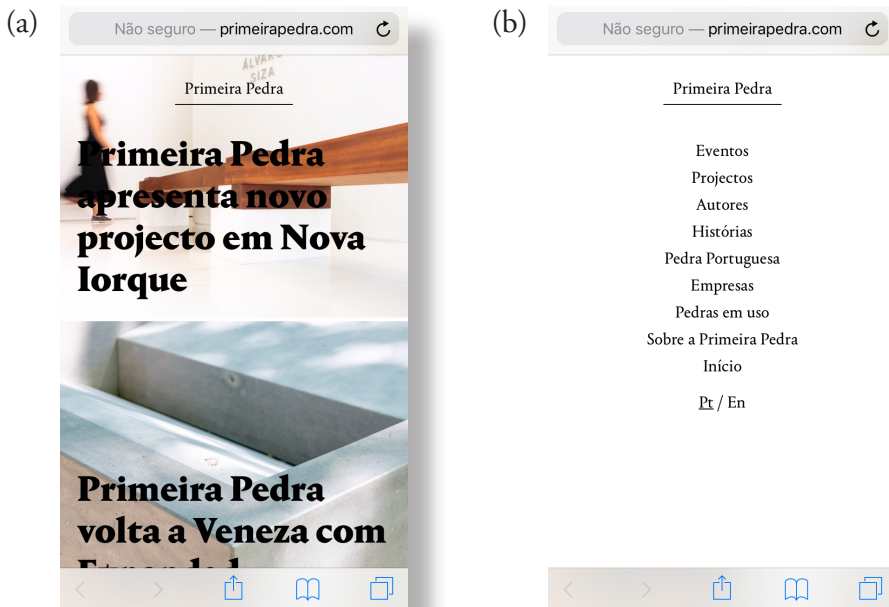 (a)
Não seguro — primeirapedra.com
ÁLVARO
SIZA
Primeira Pedra
Primeira Pedra
apresenta novo
projecto em Nova
Iorque
Primeira Pedra
volta a Veneza com
(b)
Não seguro — primeirapedra.com
Primeira Pedra
Eventos
Projectos
Autores
Histórias
Pedra Portuguesa
Empresas
Pedras em uso
Sobre a Primeira Pedra
Início
Pt / En